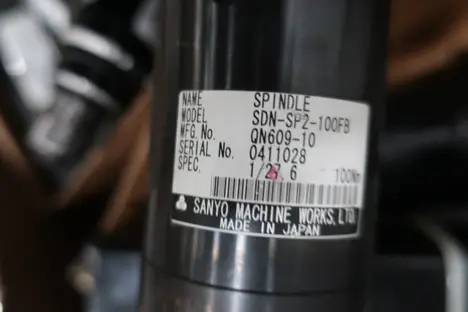 NAME SPINDLE
MODEL SDN-SP2-100FB
MFG.No. QN609-10
SERIAL No. 0411028
SPEC. 1/27.6 100Nm
SANYO MACHINE WORKS, LTD.
MADE IN JAPAN